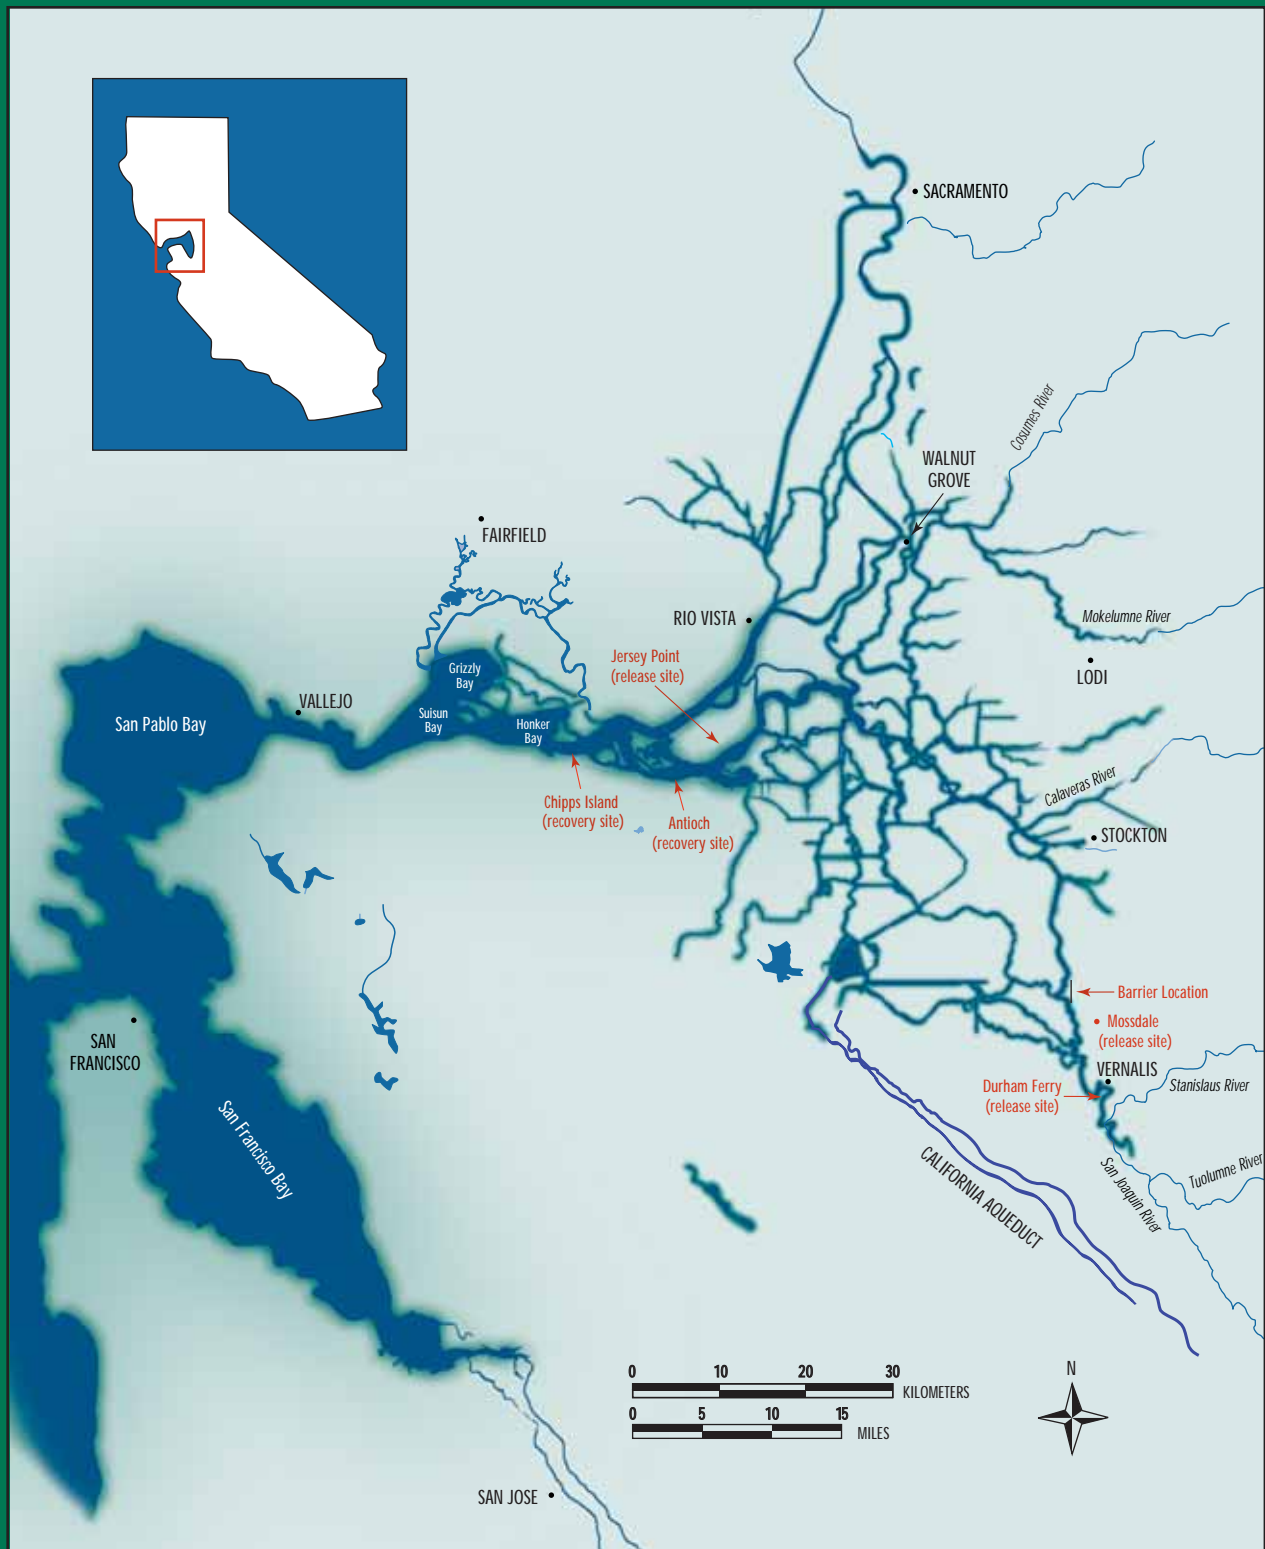 SACRAMENTO
Cosumes River
WALNUT
GROVE
FAIRFIELD
RIO VISTA
Mokelumne River
Jersey Point
(release site)
LODI
Grizzly
Bay
VALLEJO
San Pablo Bay
Suisun
Bay
Honker
Bay
Calaveras River
Chipps Island
(recovery site)
Antioch
(recovery site)
STOCKTON
Barrier Location
Mossdale
(release site)
SAN
FRANCISCO
VERNALIS
Stanislaus River
Durham Ferry
(release site)
San Francisco Bay
Tuolumne River
San Joaquin River
CALIFORNIA AQUEDUCT
N
0 10 20 30
KILOMETERS
0 5 10 15
MILES
SAN JOSE